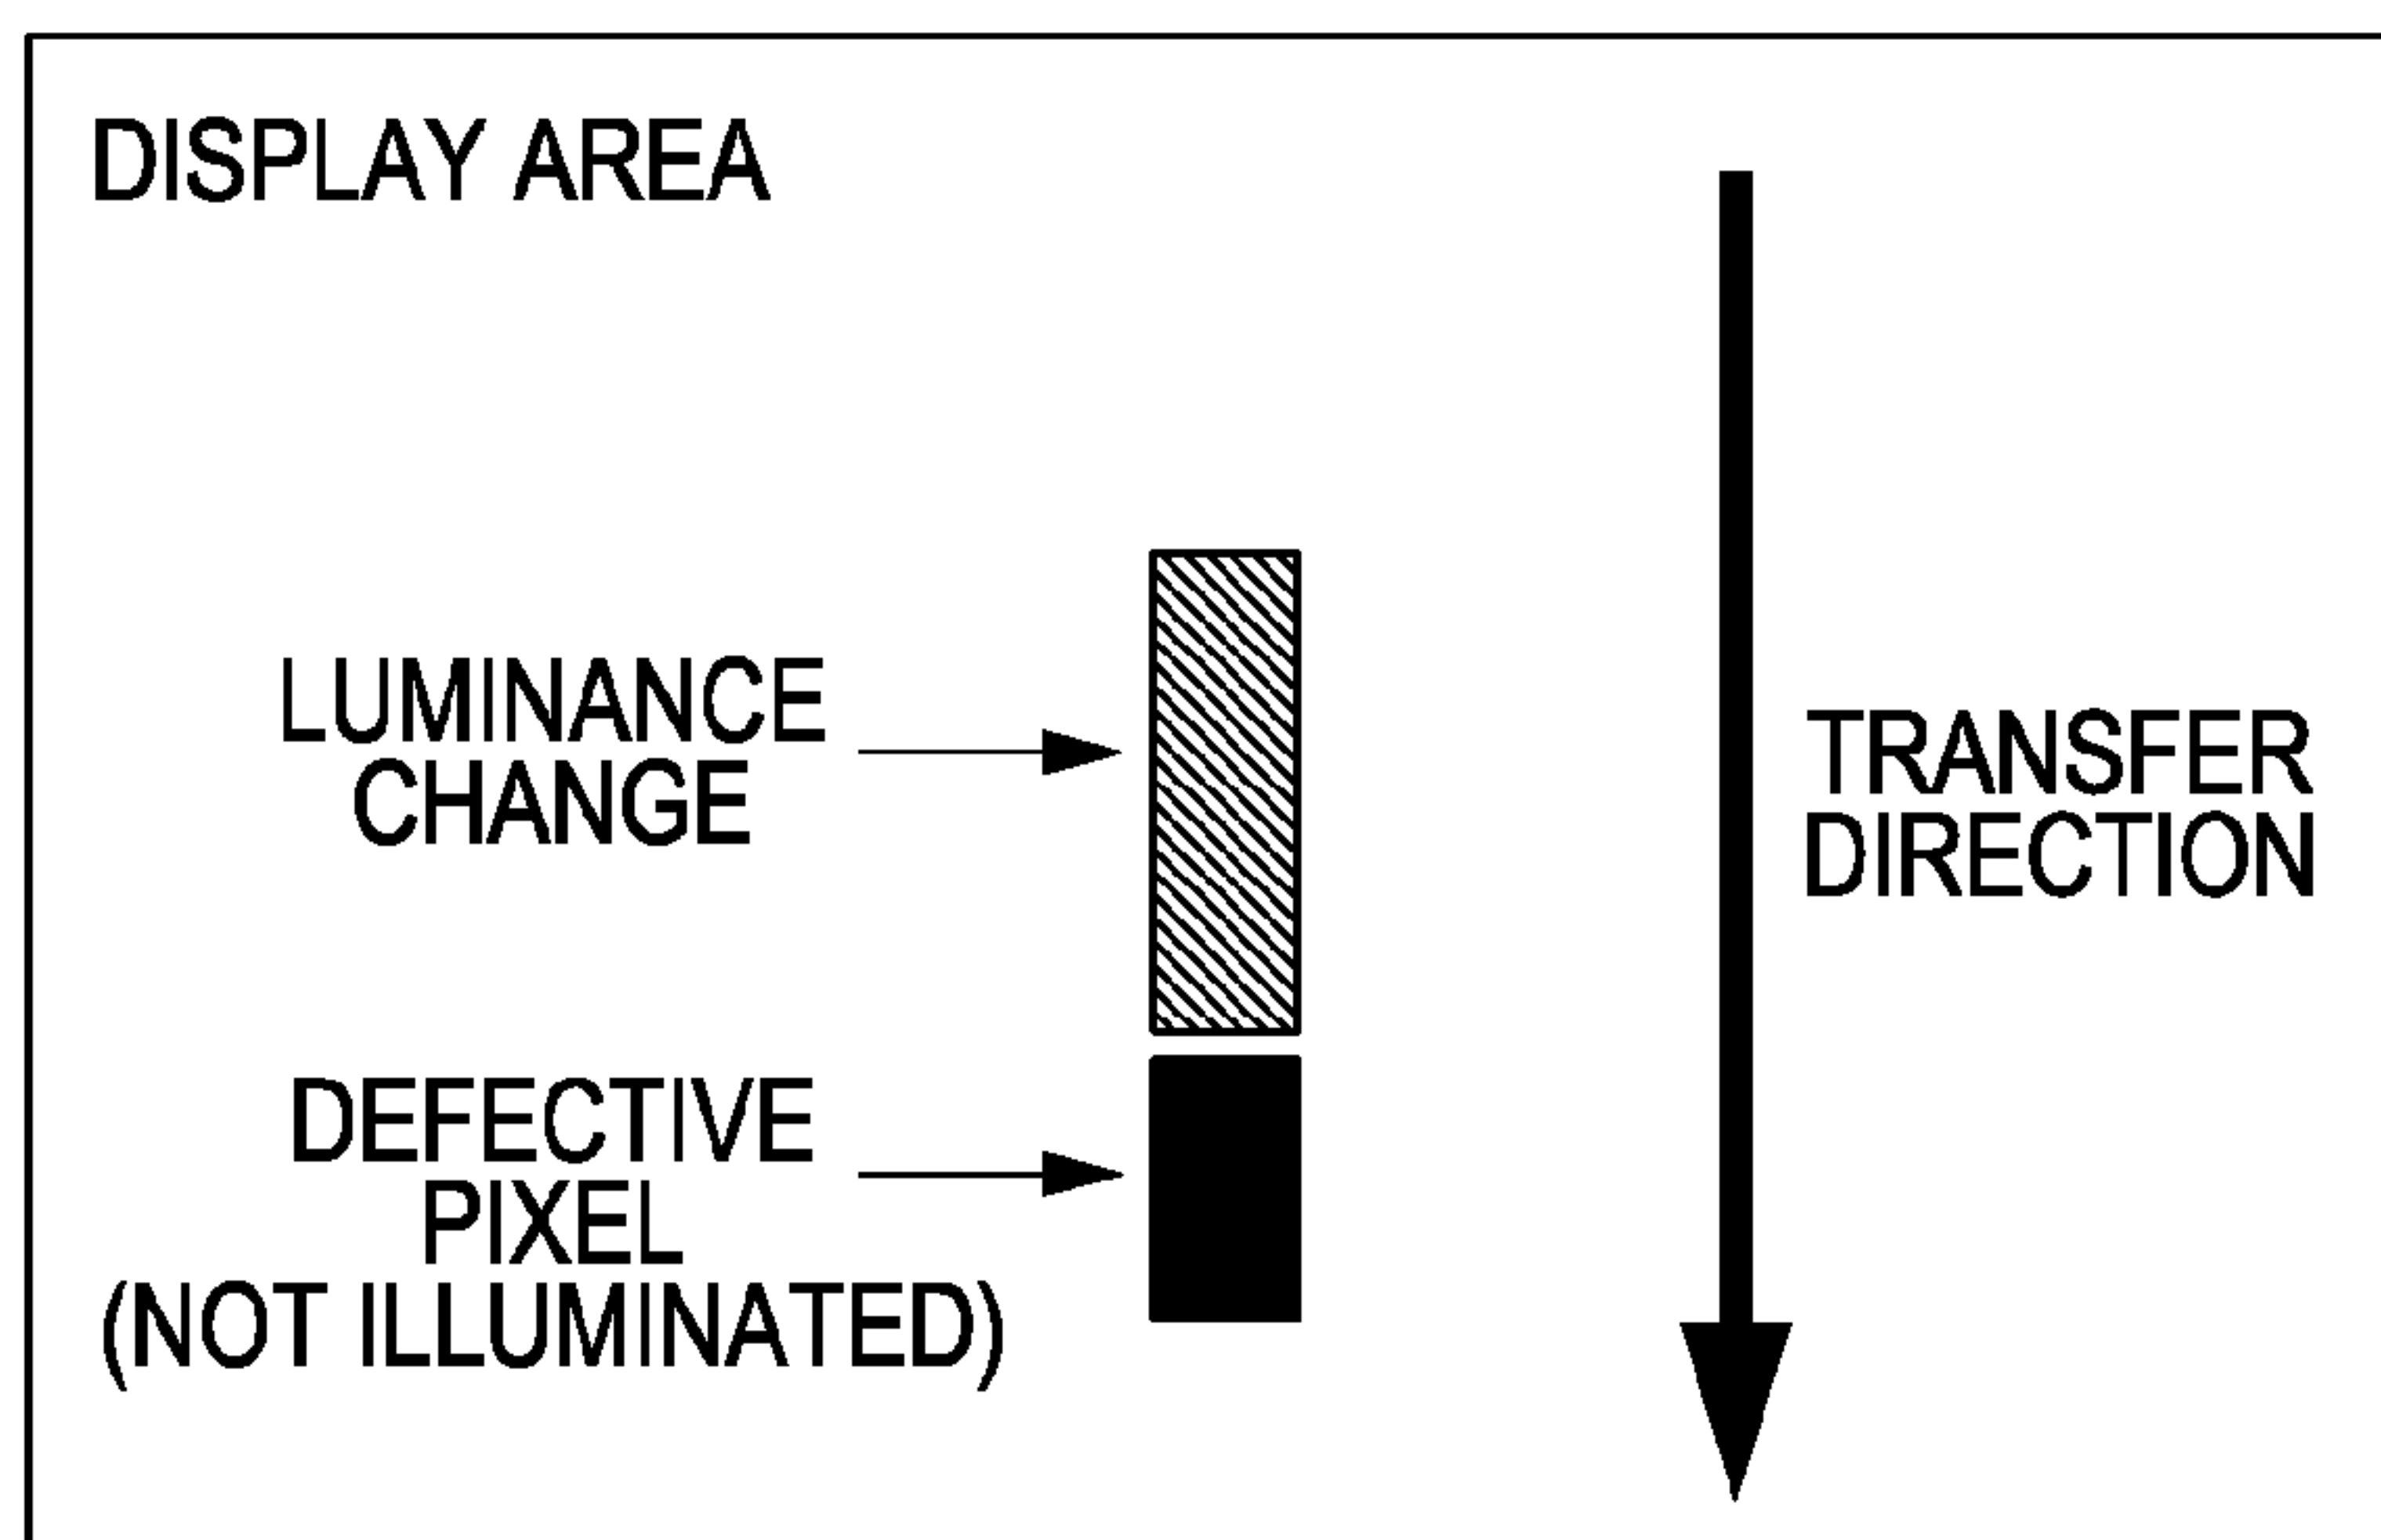 DISPLAY AREA
LUMINANCE
CHANGE
TRANSFER
DIRECTION
DEFECTIVE
PIXEL
(NOT ILLUMINATED)